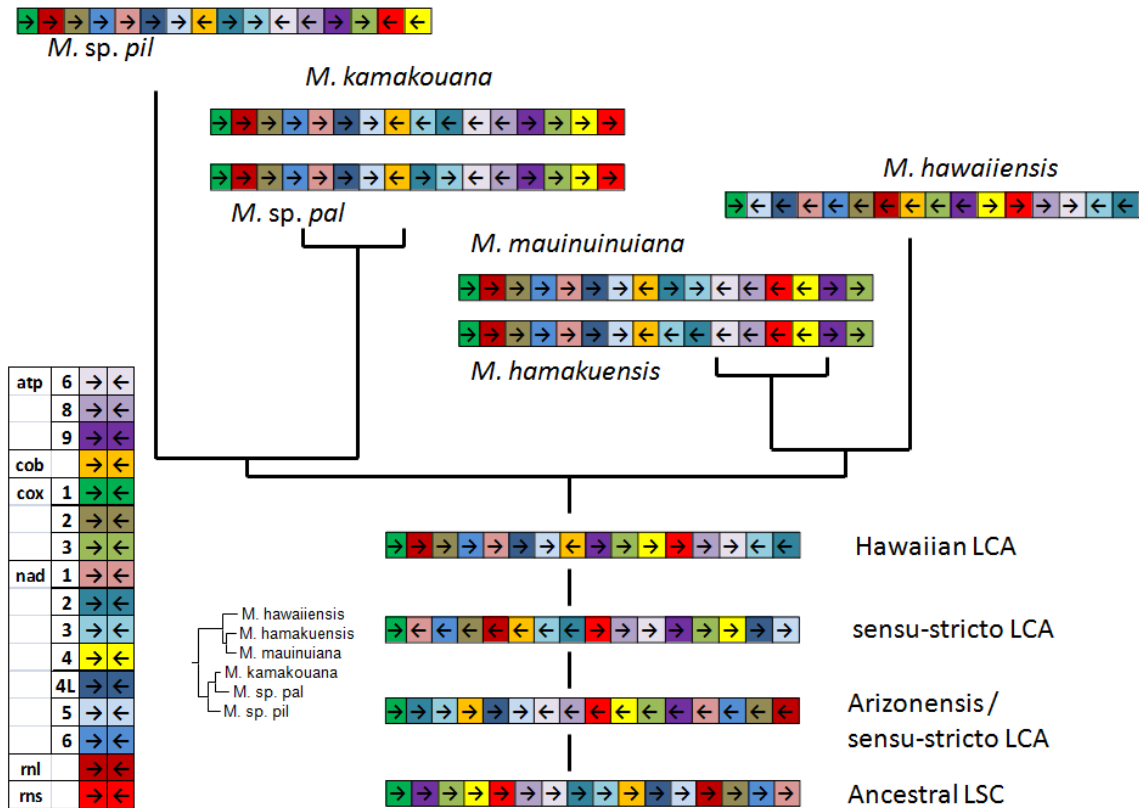 M. sp. pil
M. kamakouana
M. sp. pal
M. hawaiiensis
M. mauinuinuiana
M. hamakuensis
atp 6 → ←
8 → ←
9 → ←
cob → ←
cox 1 → ←
2 → ←
3 → ←
nad 1 → ←
2 → ←
3 → ←
4 → ←
4L → ←
5 → ←
6 → ←
rnl → ←
rns → ←
Hawaiian LCA
sensu-stricto LCA
Arizonensis /
sensu-stricto LCA
Ancestral LSC
M. hawaiiensis
M. hamakuensis
M. mauinuiana
M. kamakouana
M. sp. pal
M. sp. pil